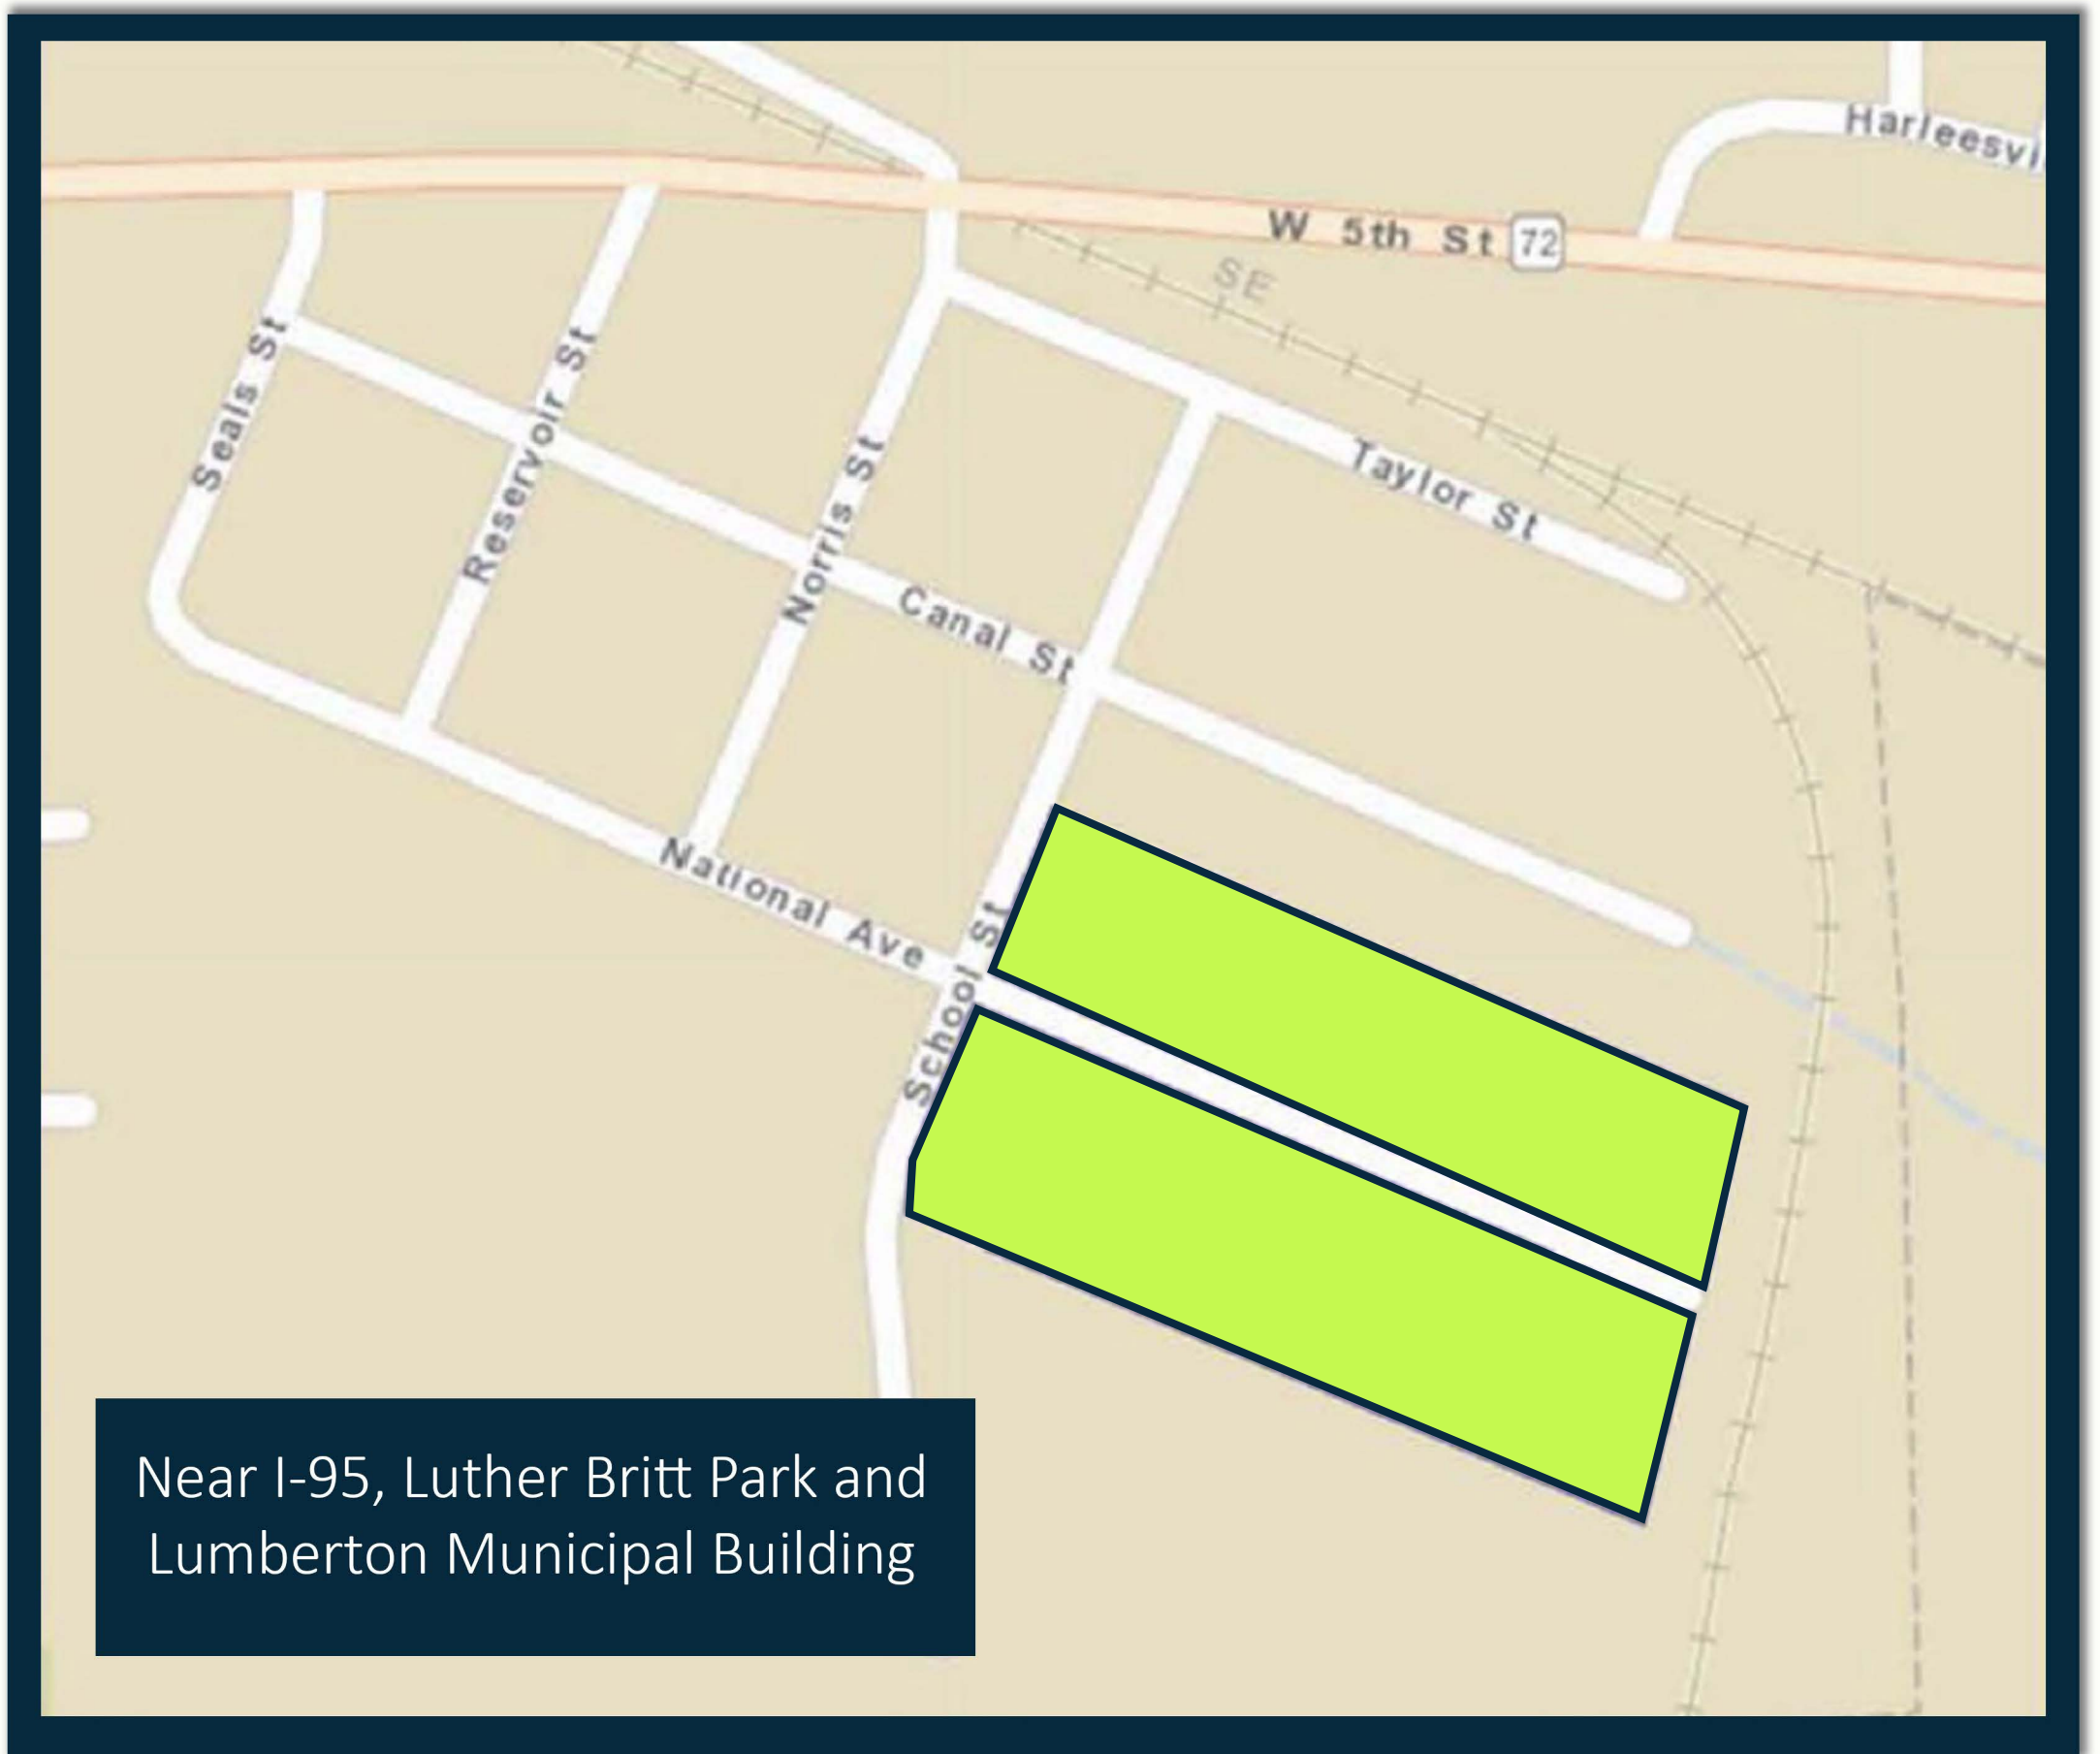 Harleesvi
W 5th St 72
SE
Seals St
Reservoir St
Norris St
Taylor St
Canal St
National Ave
School St
Near I-95, Luther Britt Park and
Lumberton Municipal Building